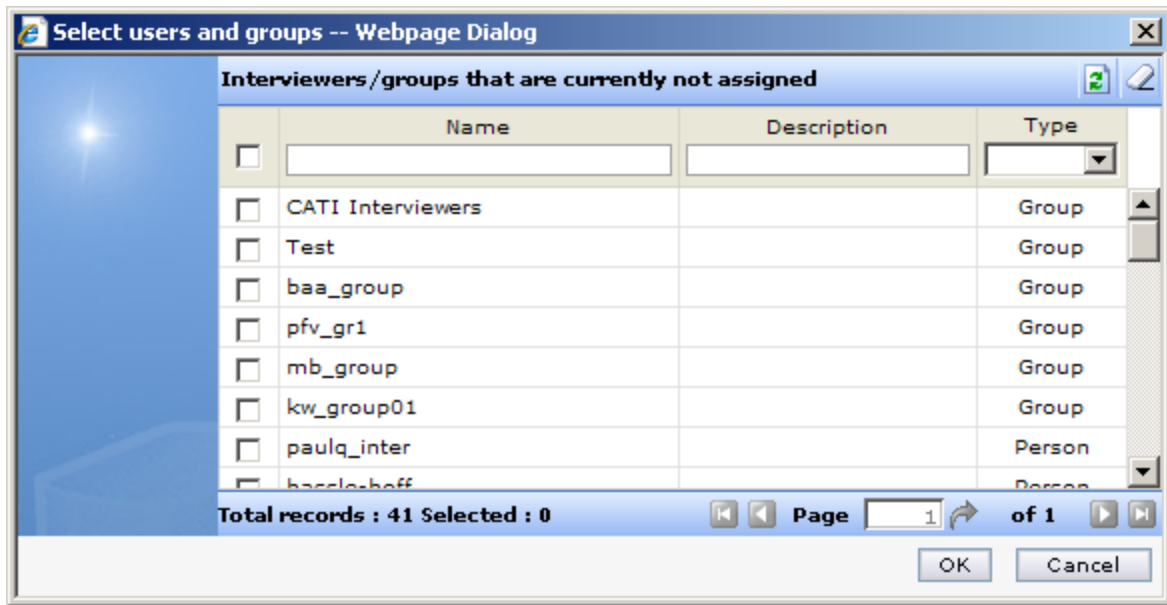 Select users and groups -- Webpage Dialog
Interviewers/groups that are currently not assigned
Name Description Type
CATI Interviewers Group
Test Group
baa_group Group
pfv_gr1 Group
mb_group Group
kw_group01 Group
paulq_inter Person
Person
Total records : 41 Selected : 0 Page 1 of 1
OK Cancel